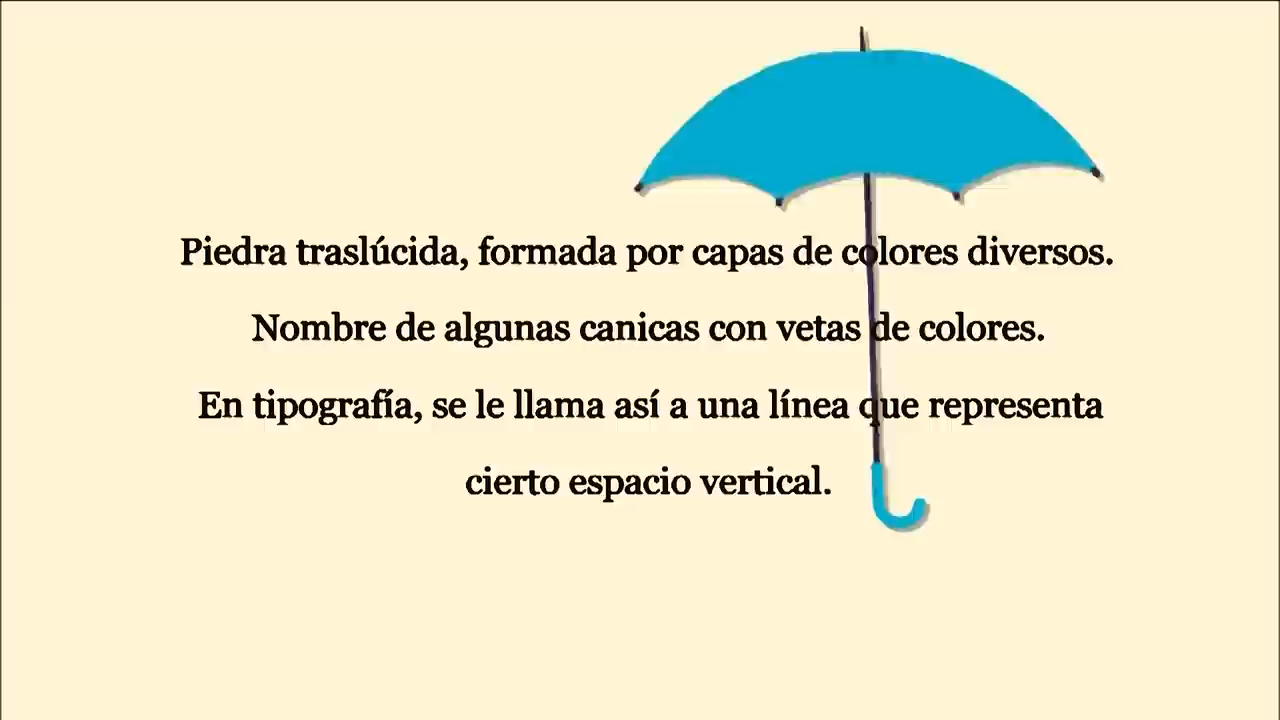 Piedra traslúcida, formada por capas de colores diversos.
Nombre de algunas canicas con vetas de colores.
En tipografía, se le llama así a una línea que representa
cierto espacio vertical.